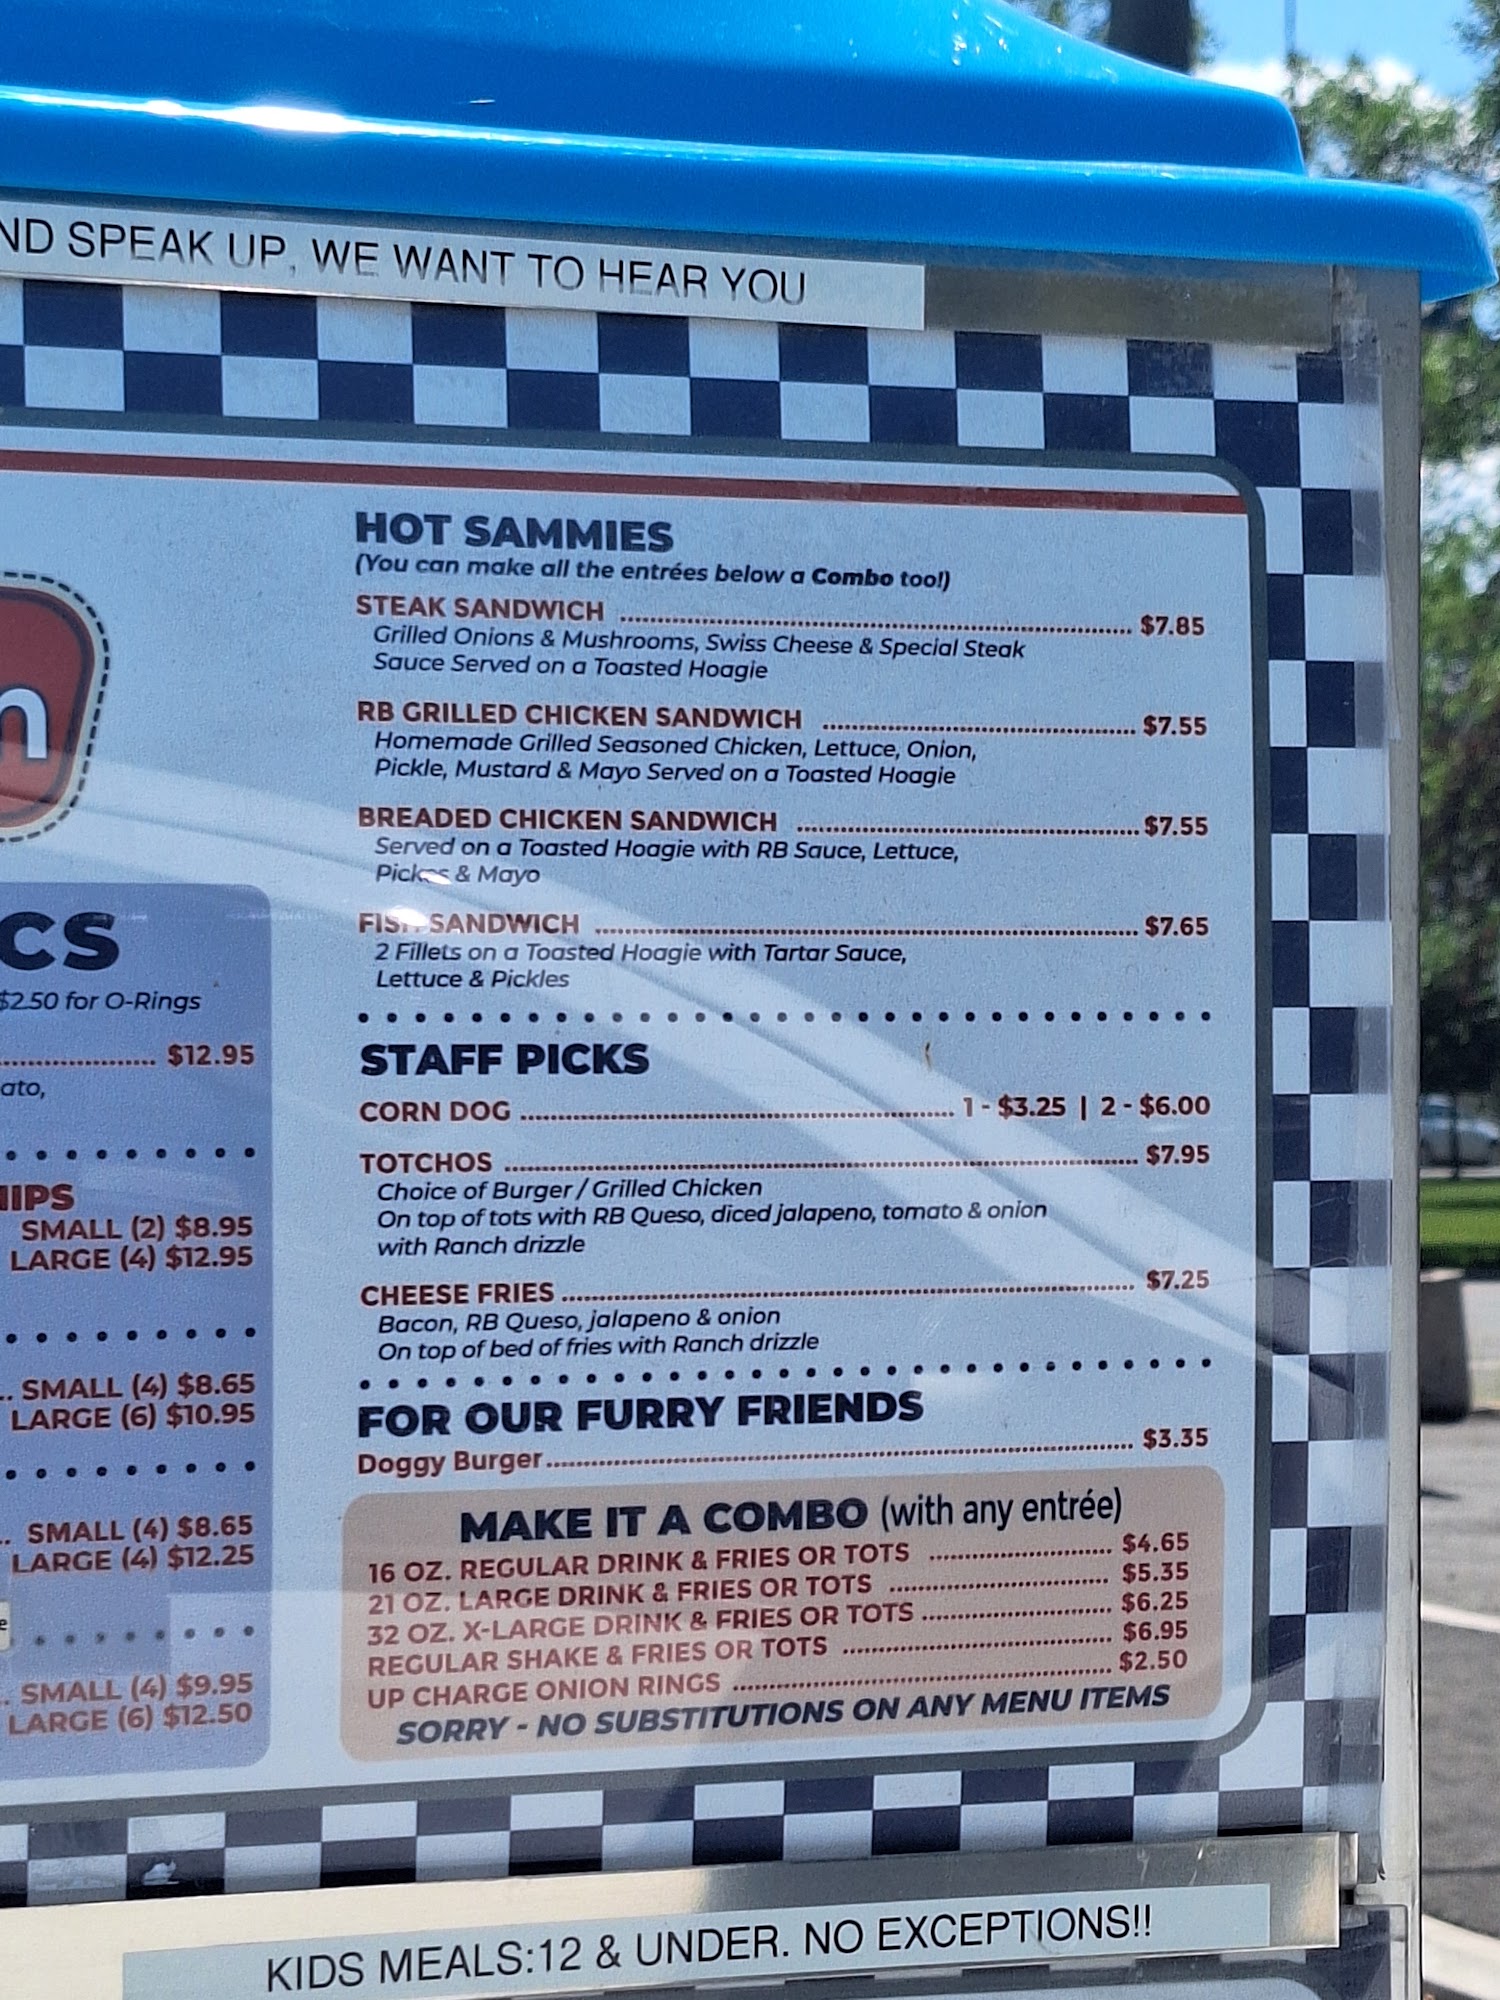 ND SPEAK UP, WE WANT TO HEAR YOU
HOT SAMMIES
(You can make all the entrées below a Combo too!)
STEAK SANDWICH $7.85
Grilled Onions & Mushrooms, Swiss Cheese & Special Steak
Sauce Served on a Toasted Hoagie
RB GRILLED CHICKEN SANDWICH $7.55
Homemade Grilled Seasoned Chicken, Lettuce, Onion,
Pickle, Mustard & Mayo Served on a Toasted Hoagie
BREADED CHICKEN SANDWICH $7.55
Served on a Toasted Hoagie with RB Sauce, Lettuce,
& Mayo
SANDWICH $7.65
2 Fillets on a Toasted Hoagie with Tartar Sauce,
Lettuce & Pickles
STAFF PICKS
CORN DOG 1 - $3.25 | 2 - $6.00
TOTCHOS $7.95
Choice of Burger / Grilled Chicken
On top of tots with RB Queso, diced jalapeno, tomato & onion
with Ranch drizzle
CHEESE FRIES $7.25
Bacon, RB Queso, jalapeno & onion
On top of bed of fries with Ranch drizzle
FOR OUR FURRY FRIENDS
Doggy Burger $3.35
MAKE IT A COMBO (with any entrée)
16 OZ. REGULAR DRINK & FRIES OR TOTS $4.65
21 OZ. LARGE DRINK & FRIES OR TOTS $5.35
32 OZ. X-LARGE DRINK & FRIES OR TOTS $6.25
REGULAR SHAKE & FRIES OR TOTS $6.95
UP CHARGE ONION RINGS $2.50
SORRY - NO SUBSTITUTIONS ON ANY MENU ITEMS
CS
$2.50 for O-Rings
$12.95
ato,
HIPS
SMALL (2) $8.95
LARGE (4) $12.95
SMALL (4) $8.65
LARGE (6) $10.95
SMALL (4) $8.65
LARGE (4) $12.25
SMALL (4) $9.95
LARGE (6) $12.50
KIDS MEALS:12 & UNDER. NO EXCEPTIONS!!